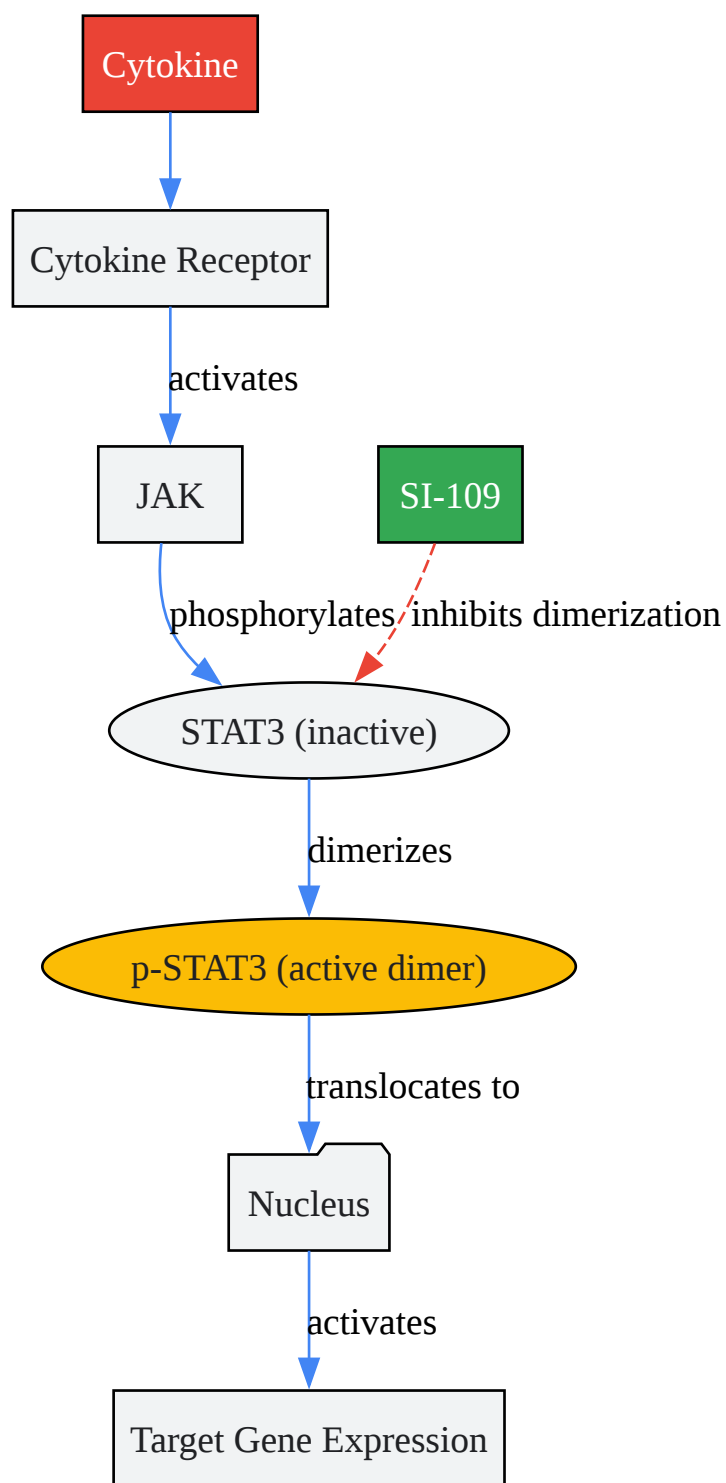 Cytokine
Cytokine Receptor
activates
JAK
SI-109
phosphorylates
inhibits dimerization
STAT3 (inactive)
dimerizes
p-STAT3 (active dimer)
translocates to
Nucleus
activates
Target Gene Expression